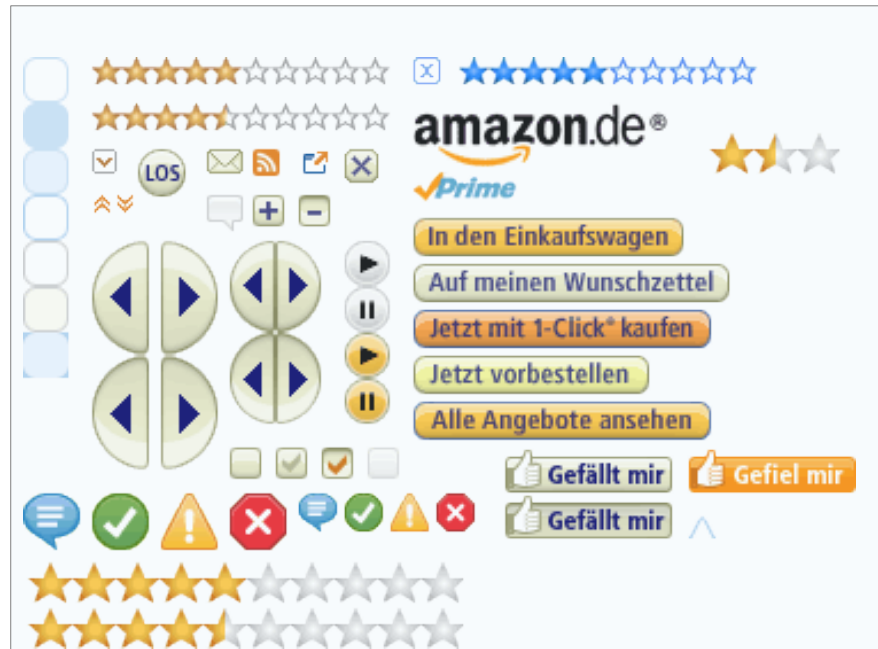 amazon.de®
LOS
Prime
In den Einkaufswagen
Auf meinen Wunschzettel
Jetzt mit 1-Click® kaufen
Jetzt vorbestellen
Alle Angebote ansehen
Gefällt mir
Gefiel mir
Gefällt mir